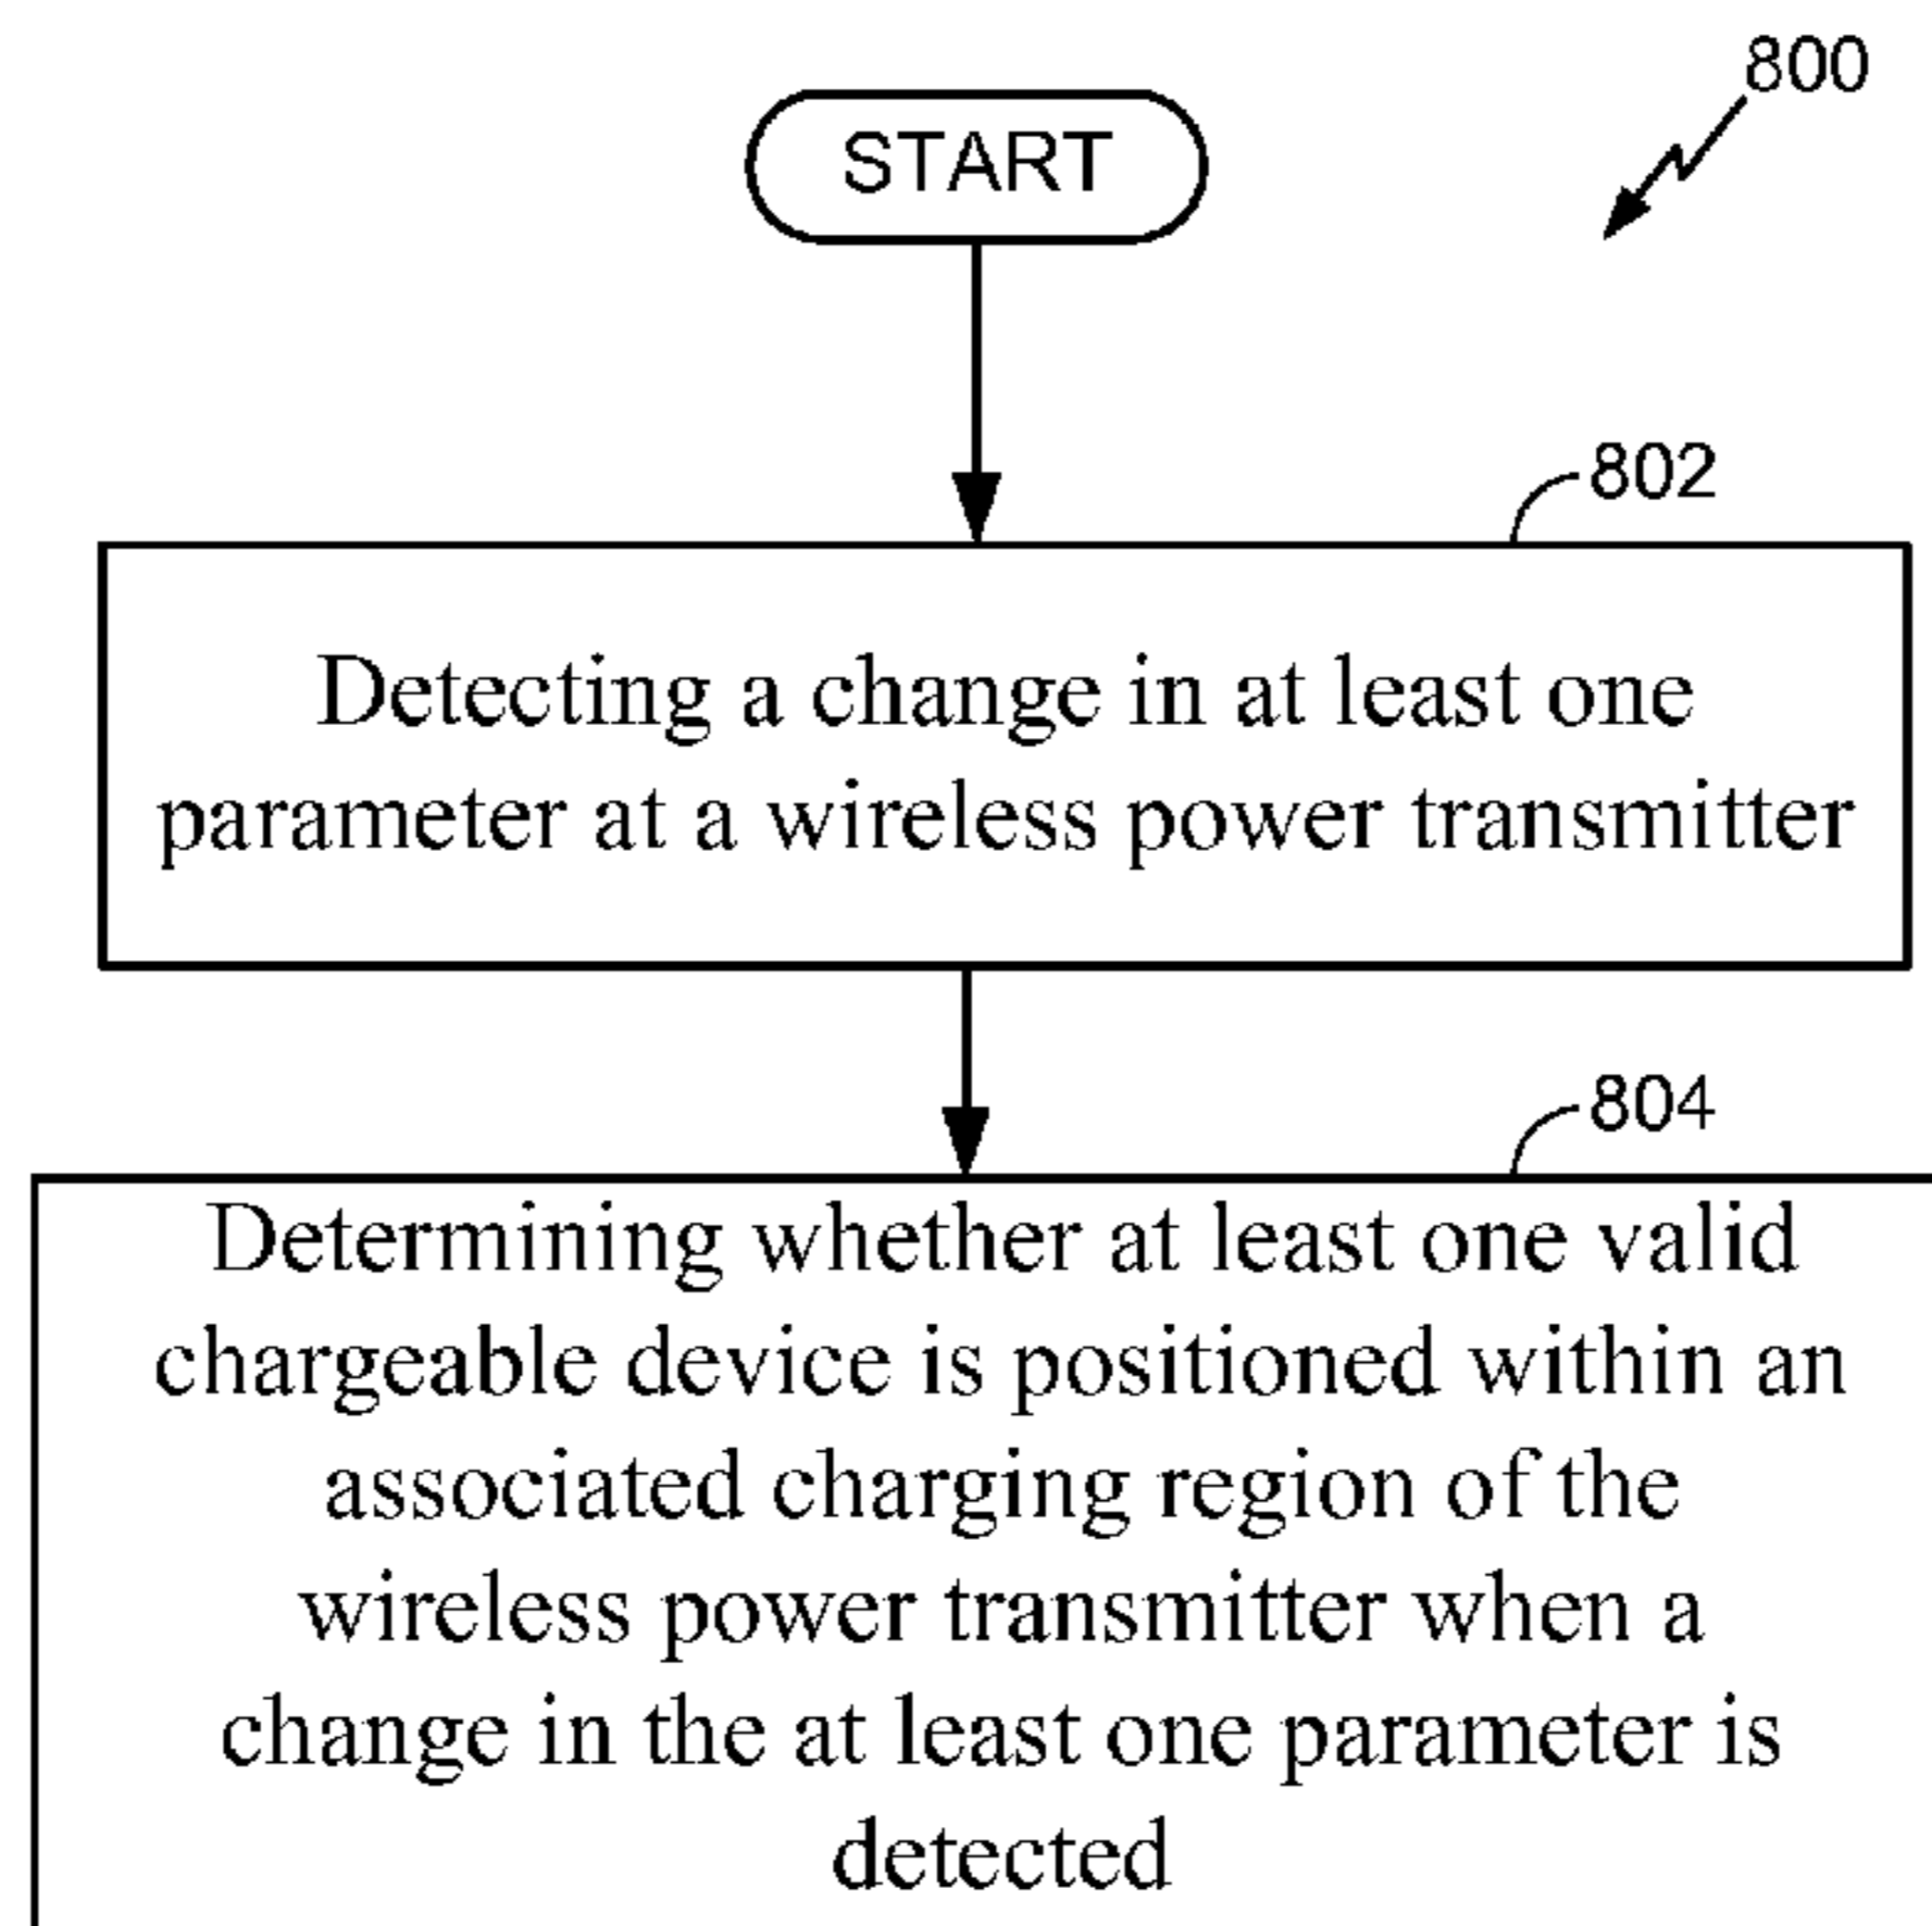 800
START
802
Detecting a change in at least one
parameter at a wireless power transmitter
804
Determining whether at least one valid
chargeable device is positioned within an
associated charging region of the
wireless power transmitter when a
change in the at least one parameter is
detected